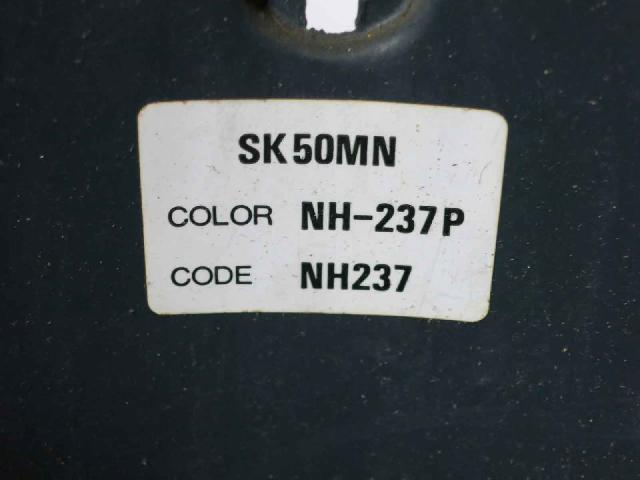 SK50MN
COLOR NH-237P
CODE NH237